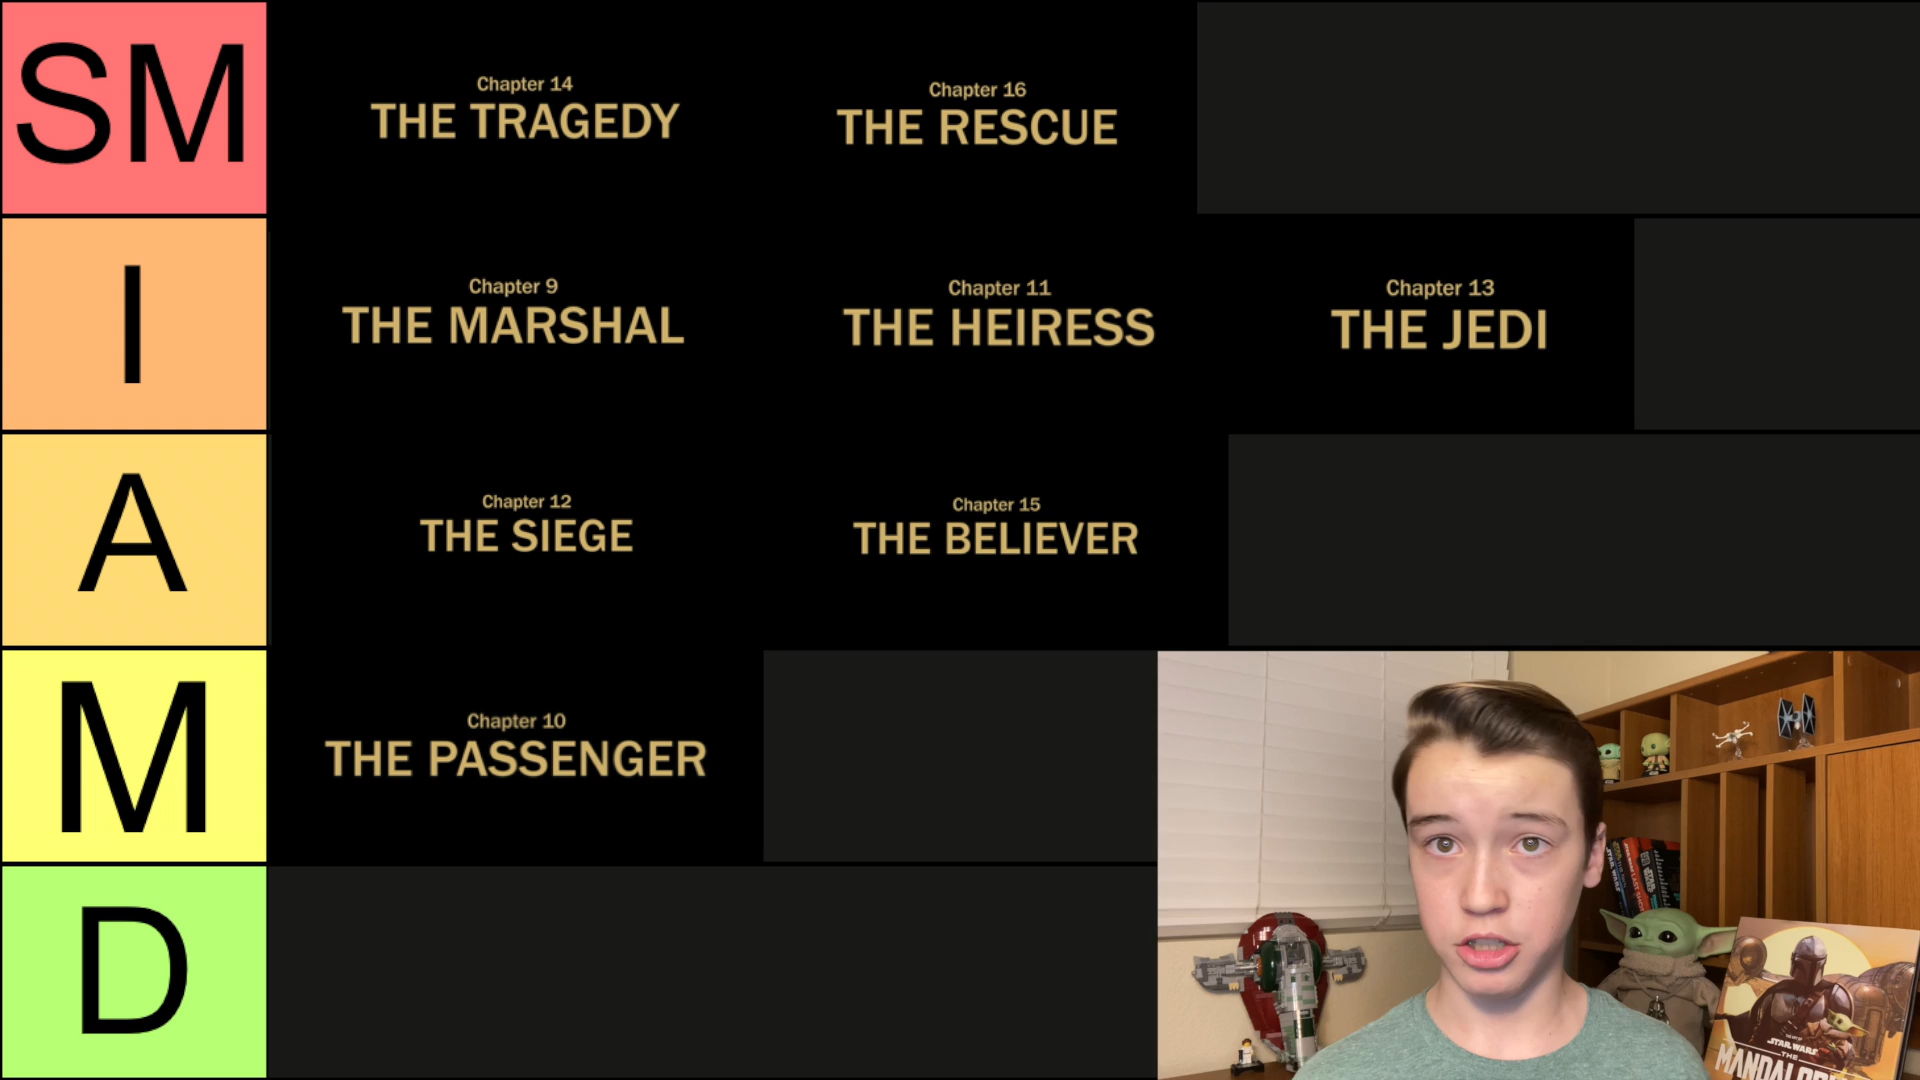 SM
Chapter 14
THE TRAGEDY
Chapter 16
THE RESCUE
I
Chapter 9
THE MARSHAL
Chapter 11
THE HEIRESS
Chapter 13
THE JEDI
A
Chapter 12
THE SIEGE
Chapter 15
THE BELIEVER
M
Chapter 10
THE PASSENGER
D
STAR WARS
THE